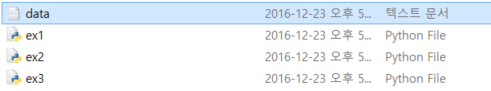 data 2016-12-23 오후 5... 텍스트 문서
ex1 2016-12-23 오후 5... Python File
ex2 2016-12-23 오후 5... Python File
ex3 2016-12-23 오후 5... Python File